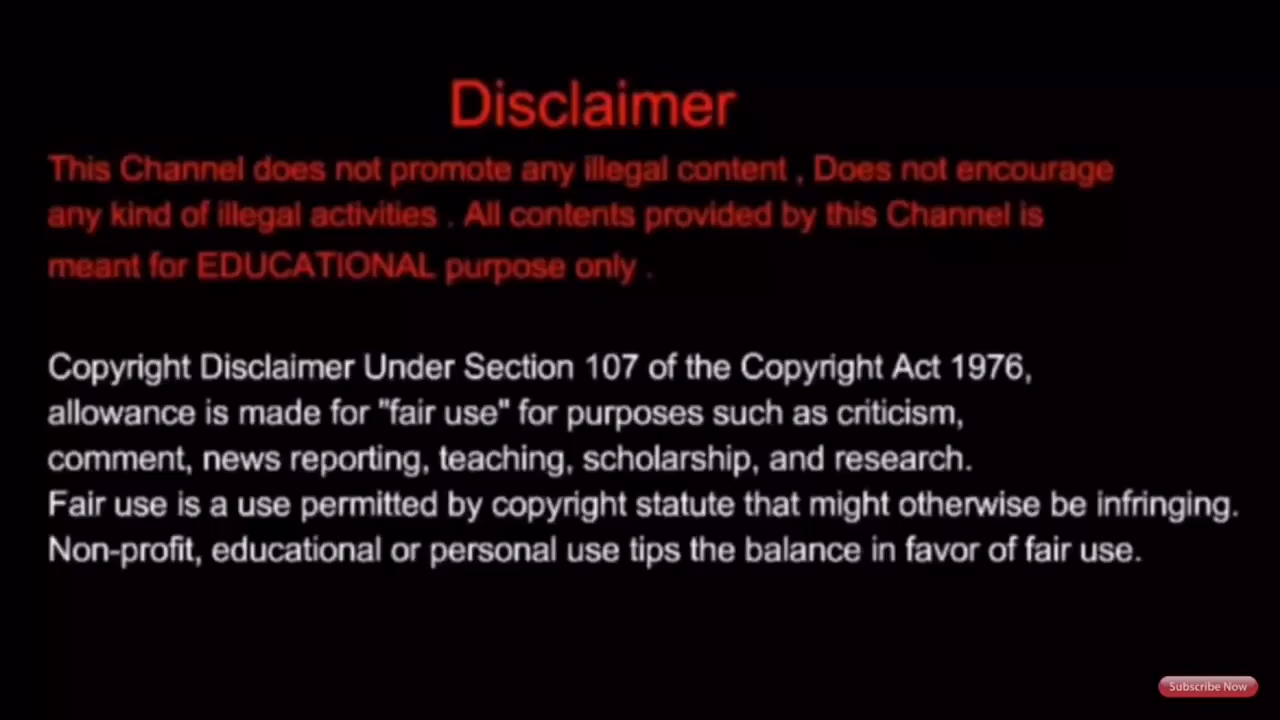 Disclaimer
This Channel does not promote any illegal content , Does not encourage
any kind of illegal activities . All contents provided by this Channel is
meant for EDUCATIONAL purpose only .
Copyright Disclaimer Under Section 107 of the Copyright Act 1976,
allowance is made for "fair use" for purposes such as criticism,
comment, news reporting, teaching, scholarship, and research.
Fair use is a use permitted by copyright statute that might otherwise be infringing.
Non-profit, educational or personal use tips the balance in favor of fair use.
Subscribe Now